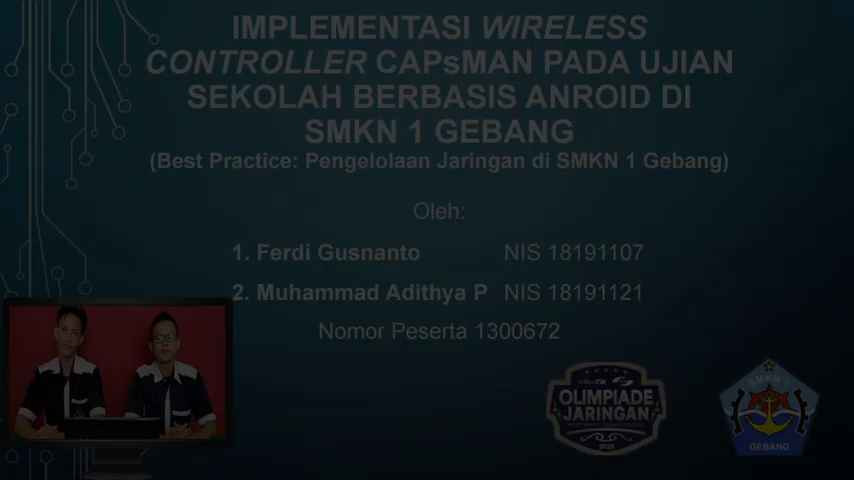 IMPLEMENTASI WIRELESS
CONTROLLER CAPsMAN PADA UJIAN
SEKOLAH BERBASIS ANROID DI
SMKN 1 GEBANG
(Best Practice: Pengelolaan Jaringan di SMKN 1 Gebang)
Oleh:
1. Ferdi Gusnanto NIS 18191107
2. Muhammad Adithya P NIS 18191121
Nomor Peserta 1300672
OLIMPIADE
JARINGAN
2020
SMKN 1
GEBANG